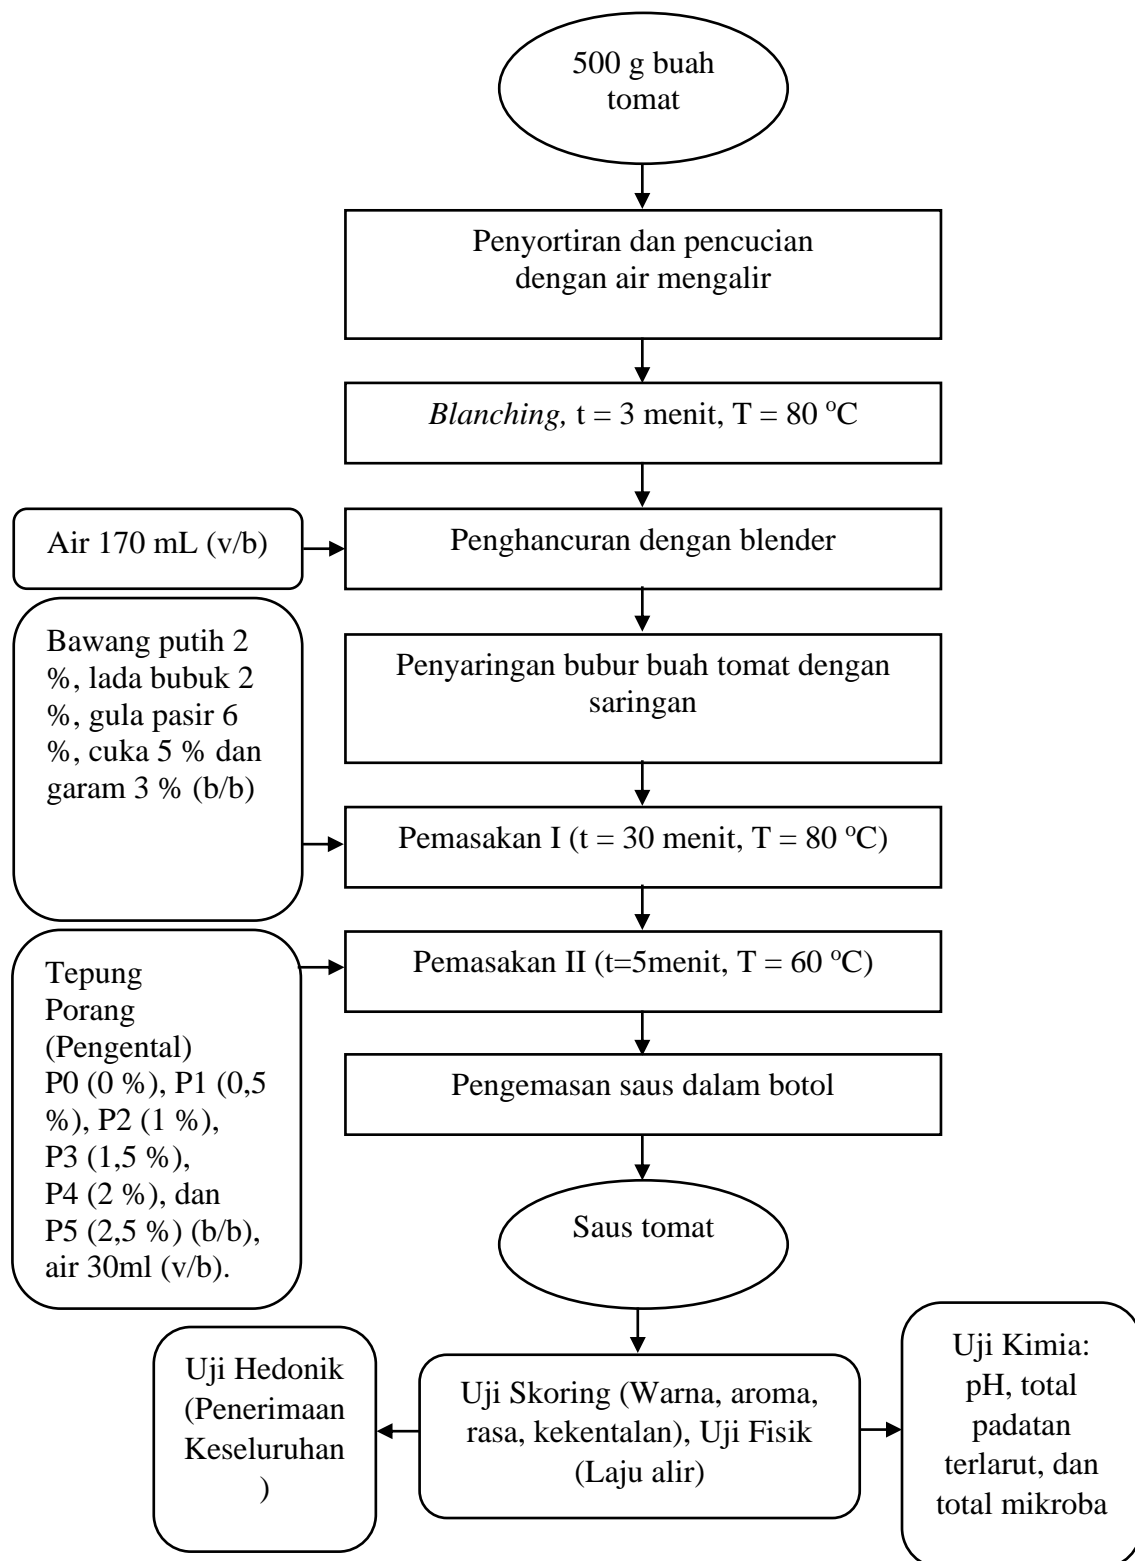 500 g buah
tomat
Penyortiran dan pencucian
dengan air mengalir
Blanching, t = 3 menit, T = 80 °C
Air 170 mL (v/b)
Penghancuran dengan blender
Bawang putih 2
%, lada bubuk 2
%, gula pasir 6
%, cuka 5 % dan
garam 3 % (b/b)
Penyaringan bubur buah tomat dengan
saringan
Pemasakan I (t = 30 menit, T = 80 °C)
Pemasakan II (t=5menit, T = 60 °C)
Tepung
Porang
(Pengental)
P0 (0 %), P1 (0,5
%), P2 (1 %),
P3 (1,5 %),
P4 (2 %), dan
P5 (2,5 %) (b/b),
air 30ml (v/b).
Pengemasan saus dalam botol
Saus tomat
Uji Hedonik
(Penerimaan
Keseluruhan
)
Uji Skoring (Warna, aroma,
rasa, kekentalan), Uji Fisik
(Laju alir)
Uji Kimia:
pH, total
padatan
terlarut, dan
total mikroba